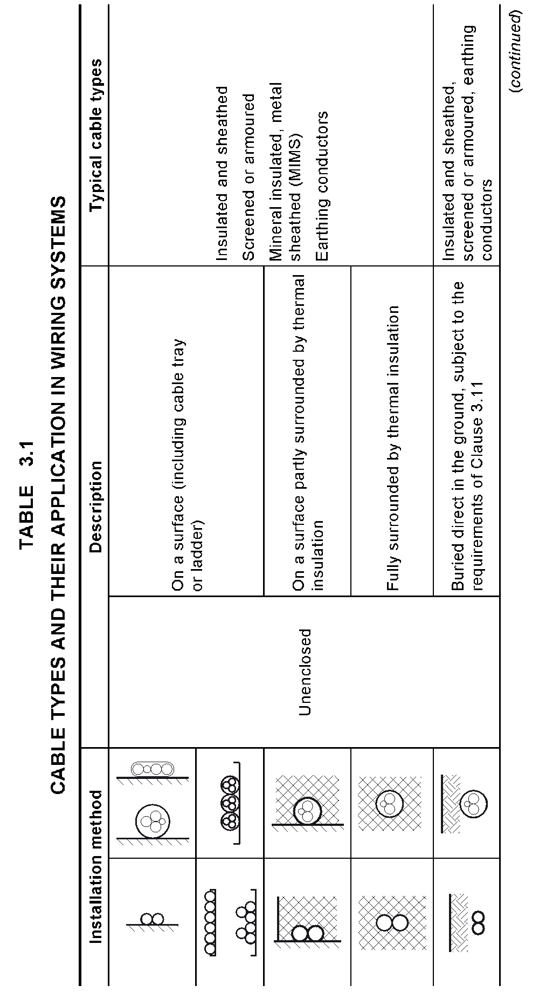 TABLE 3.1
CABLE TYPES AND THEIR APPLICATION IN WIRING SYSTEMS
Installation method
Description
Typical cable types
Unenclosed
On a surface (including cable tray
or ladder)
On a surface partly surrounded by thermal
insulation
Fully surrounded by thermal insulation
Insulated and sheathed
Screened or armoured
Mineral insulated, metal
sheathed (MIMS)
Earthing conductors
Buried direct in the ground, subject to the
requirements of Clause 3.11
Insulated and sheathed,
screened or armoured, earthing
conductors
(continued)